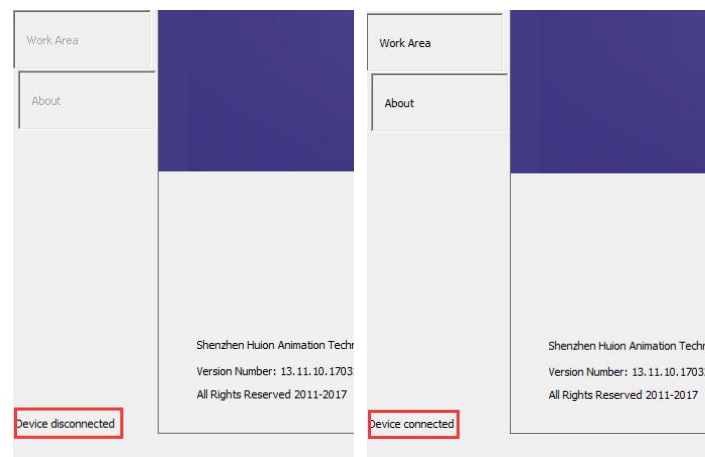 Work Area
About
Shenzhen Huion Animation
Version Number: 13.11.10.1703
All Rights Reserved 2011-2017
Device disconnected
Work Area
About
Shenzhen Huion Animation
Version Number: 13.11.10.1703
All Rights Reserved 2011-2017
Device connected